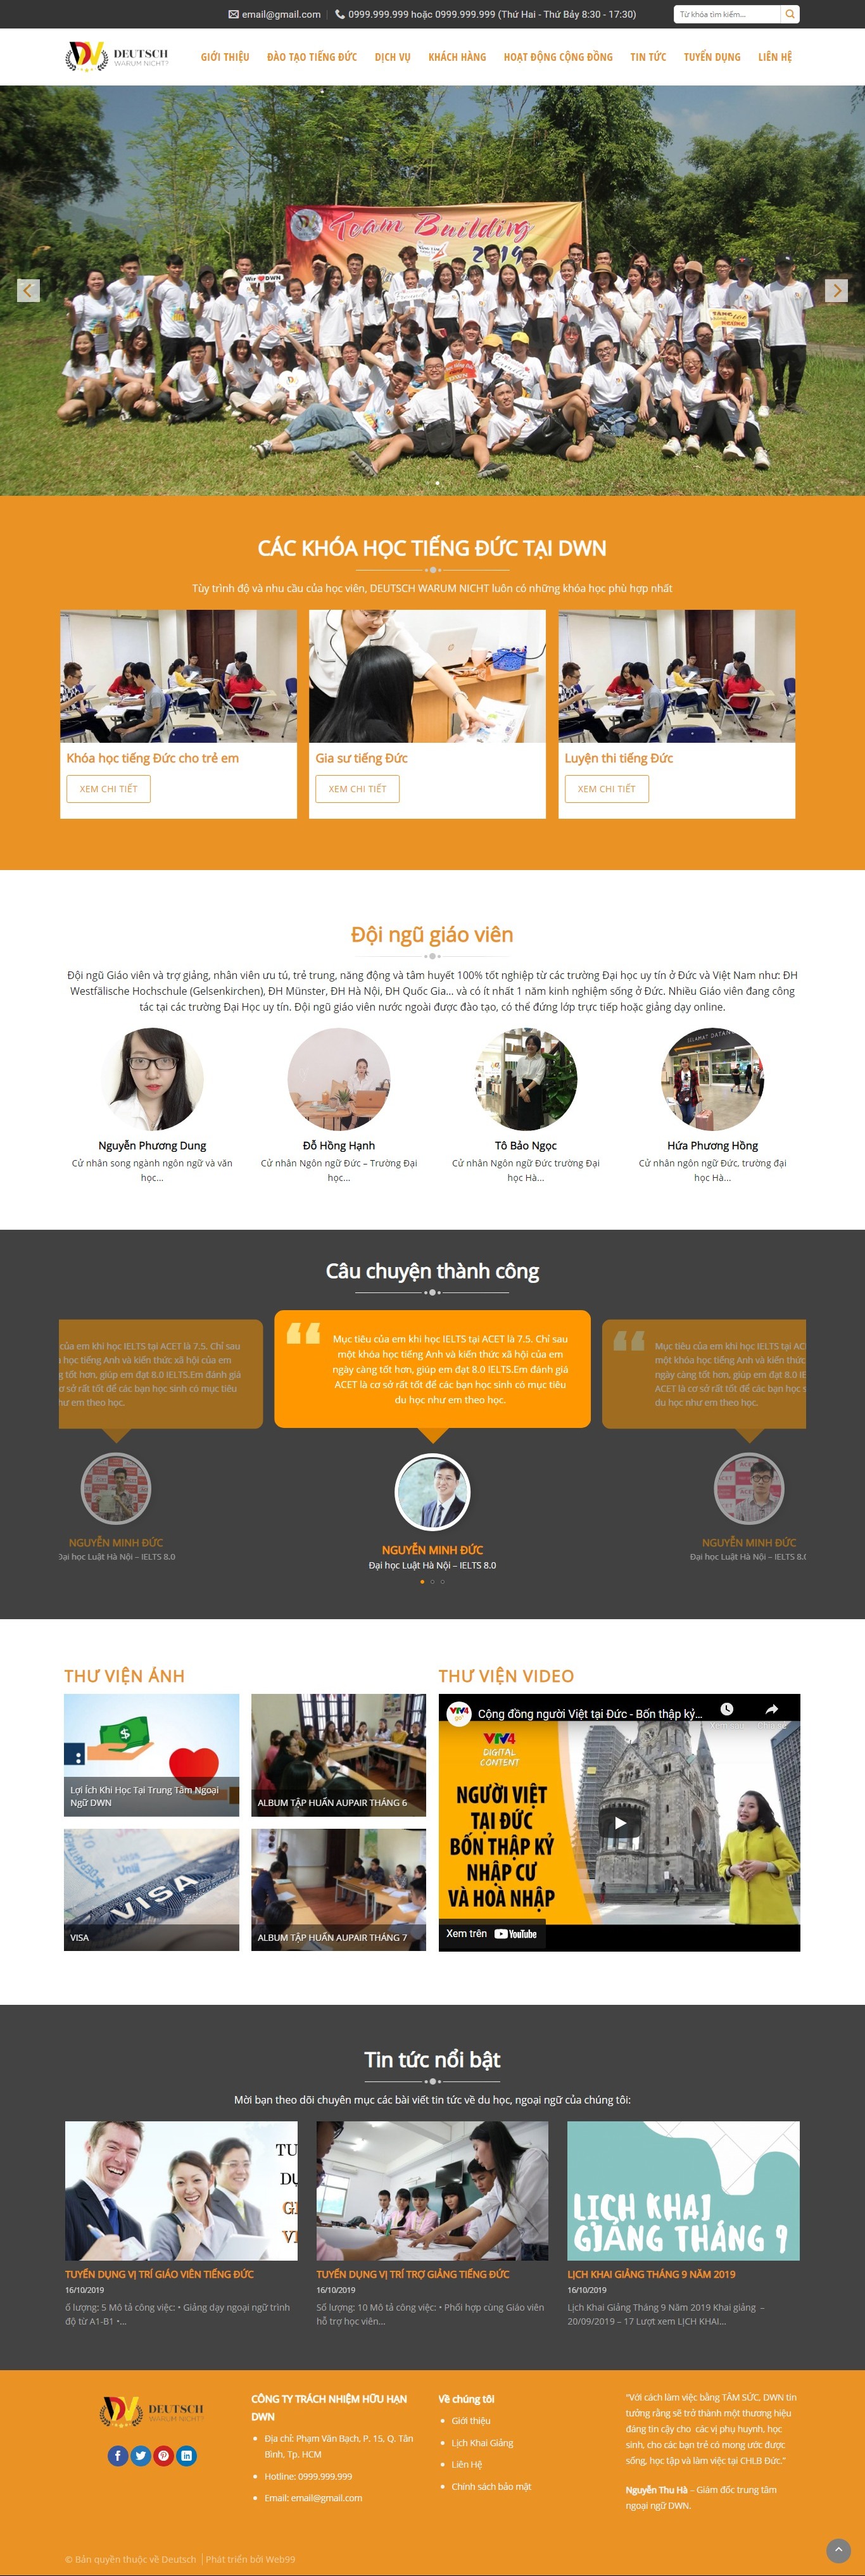 email@gmail.com | 0999.999.999 hoặc 0999.999.999 (Thứ Hai - Thứ Bảy 8:30 - 17:30)
Từ khóa tìm kiếm...
DEUTSCH
WARUM NICHT?
GIỚI THIỆU
ĐÀO TẠO TIẾNG ĐỨC
DỊCH VỤ
KHÁCH HÀNG
HOẠT ĐỘNG CỘNG ĐỒNG
TIN TỨC
TUYỂN DỤNG
LIÊN HỆ
Team Building
2019
Wir DWN
CÁC KHÓA HỌC TIẾNG ĐỨC TẠI DWN
Tùy trình độ và nhu cầu của học viên, DEUTSCH WARUM NICHT luôn có những khóa học phù hợp nhất
Khóa học tiếng Đức cho trẻ em
XEM CHI TIẾT
Gia sư tiếng Đức
XEM CHI TIẾT
Luyện thi tiếng Đức
XEM CHI TIẾT
Đội ngũ giáo viên
Đội ngũ Giáo viên và trợ giảng, nhân viên ưu tú, trẻ trung, năng động và tâm huyết 100% tốt nghiệp từ các trường Đại học uy tín ở Đức và Việt Nam như: ĐH
Westfälische Hochschule (Gelsenkirchen), ĐH Münster, ĐH Hà Nội, ĐH Quốc Gia... và có ít nhất 1 năm kinh nghiệm sống ở Đức. Nhiều Giáo viên đang công
tác tại các trường Đại Học uy tín. Đội ngũ giáo viên nước ngoài được đào tạo, có thể đứng lớp trực tiếp hoặc giảng dạy online.
SELAMAT DATANG
Nguyễn Phương Dung
Cử nhân song ngành ngôn ngữ và văn
học...
Đỗ Hồng Hạnh
Cử nhân Ngôn ngữ Đức – Trường Đại
học...
Tô Bảo Ngọc
Cử nhân Ngôn ngữ Đức trường Đại
học Hà...
Hứa Phương Hồng
Cử nhân ngôn ngữ Đức, trường đại
học Hà...
Câu chuyện thành công
của em khi học IELTS tại ACET là 7.5. Chỉ sau
học tiếng Anh và kiến thức xã hội của em
tốt hơn, giúp em đạt 8.0 IELTS.Em đánh giá
cơ sở rất tốt để các bạn học sinh có mục tiêu
như em theo học.
NGUYỄN MINH ĐỨC
Đại học Luật Hà Nội – IELTS 8.0
Mục tiêu của em khi học IELTS tại ACET là 7.5. Chỉ sau
một khóa học tiếng Anh và kiến thức xã hội của em
ngày càng tốt hơn, giúp em đạt 8.0 IELTS.Em đánh giá
ACET là cơ sở rất tốt để các bạn học sinh có mục tiêu
du học như em theo học.
NGUYỄN MINH ĐỨC
Đại học Luật Hà Nội – IELTS 8.0
Mục tiêu của em khi học IELTS tại
một khóa học tiếng Anh và kiến thức
ngày càng tốt hơn, giúp em đạt 8.0
ACET là cơ sở rất tốt để các bạn học
du học như em theo học.
NGUYỄN MINH ĐỨC
Đại học Luật Hà Nội – IELTS 8.0
THƯ VIỆN ẢNH
Lợi Ích Khi Học Tại Trung Tâm Ngoại
Ngữ DWN
ALBUM TẬP HUẤN AUPAIR THÁNG 6
VISA
VISA
ALBUM TẬP HUẤN AUPAIR THÁNG 7
THƯ VIỆN VIDEO
VTV4
go!
Cộng đồng người Việt tại Đức - Bốn thập kỷ...
Xem sau
Chia sẻ
VTV4
DIGITAL
CONTENT
NGƯỜI VIỆT
TẠI ĐỨC
BỐN THẬP KỶ
NHẬP CƯ
VÀ HOÀ NHẬP
Xem trên YouTube
Tin tức nổi bật
Mời bạn theo dõi chuyên mục các bài viết tin tức về du học, ngoại ngữ của chúng tôi:
TU
DỤ
GI
VI
TUYỂN DỤNG VỊ TRÍ GIÁO VIÊN TIẾNG ĐỨC
16/10/2019
ố lượng: 5 Mô tả công việc: • Giảng dạy ngoại ngữ trình
độ từ A1-B1 •...
TUYỂN DỤNG VỊ TRÍ TRỢ GIẢNG TIẾNG ĐỨC
16/10/2019
Số lượng: 10 Mô tả công việc: • Phối hợp cùng Giáo viên
hỗ trợ học viên...
LỊCH KHAI
GIẢNG THÁNG 9
LỊCH KHAI GIẢNG THÁNG 9 NĂM 2019
16/10/2019
Lịch Khai Giảng Tháng 9 Năm 2019 Khai giảng –
20/09/2019 – 17 Lượt xem LỊCH KHAI...
DEUTSCH
WARUM NICHT?
CÔNG TY TRÁCH NHIỆM HỮU HẠN
DWN
Địa chỉ: Phạm Văn Bạch, P. 15, Q. Tân
Bình, Tp. HCM
Hotline: 0999.999.999
Email: email@gmail.com
Về chúng tôi
Giới thiệu
Lịch Khai Giảng
Liên Hệ
Chính sách bảo mật
"Với cách làm việc bằng TÂM SỨC, DWN tin
tưởng rằng sẽ trở thành một thương hiệu
đáng tin cậy cho các vị phụ huynh, học
sinh, cho các bạn trẻ có mong ước được
sống, học tập và làm việc tại CHLB Đức."
Nguyễn Thu Hà – Giám đốc trung tâm
ngoại ngữ DWN.
© Bản quyền thuộc về Deutsch | Phát triển bởi Web99